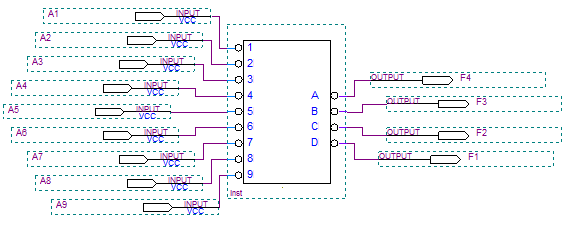 A1 INPUT
VCC
A2 INPUT
VCC
A3 INPUT
VCC
A4 INPUT
VCC
A5 INPUT
VCC
A6 INPUT
VCC
A7 INPUT
VCC
A8 INPUT
VCC
A9 INPUT
VCC
1
2
3
4
5
6
7
8
9
A
B
C
D
inst
OUTPUT F4
OUTPUT F3
OUTPUT F2
OUTPUT F1